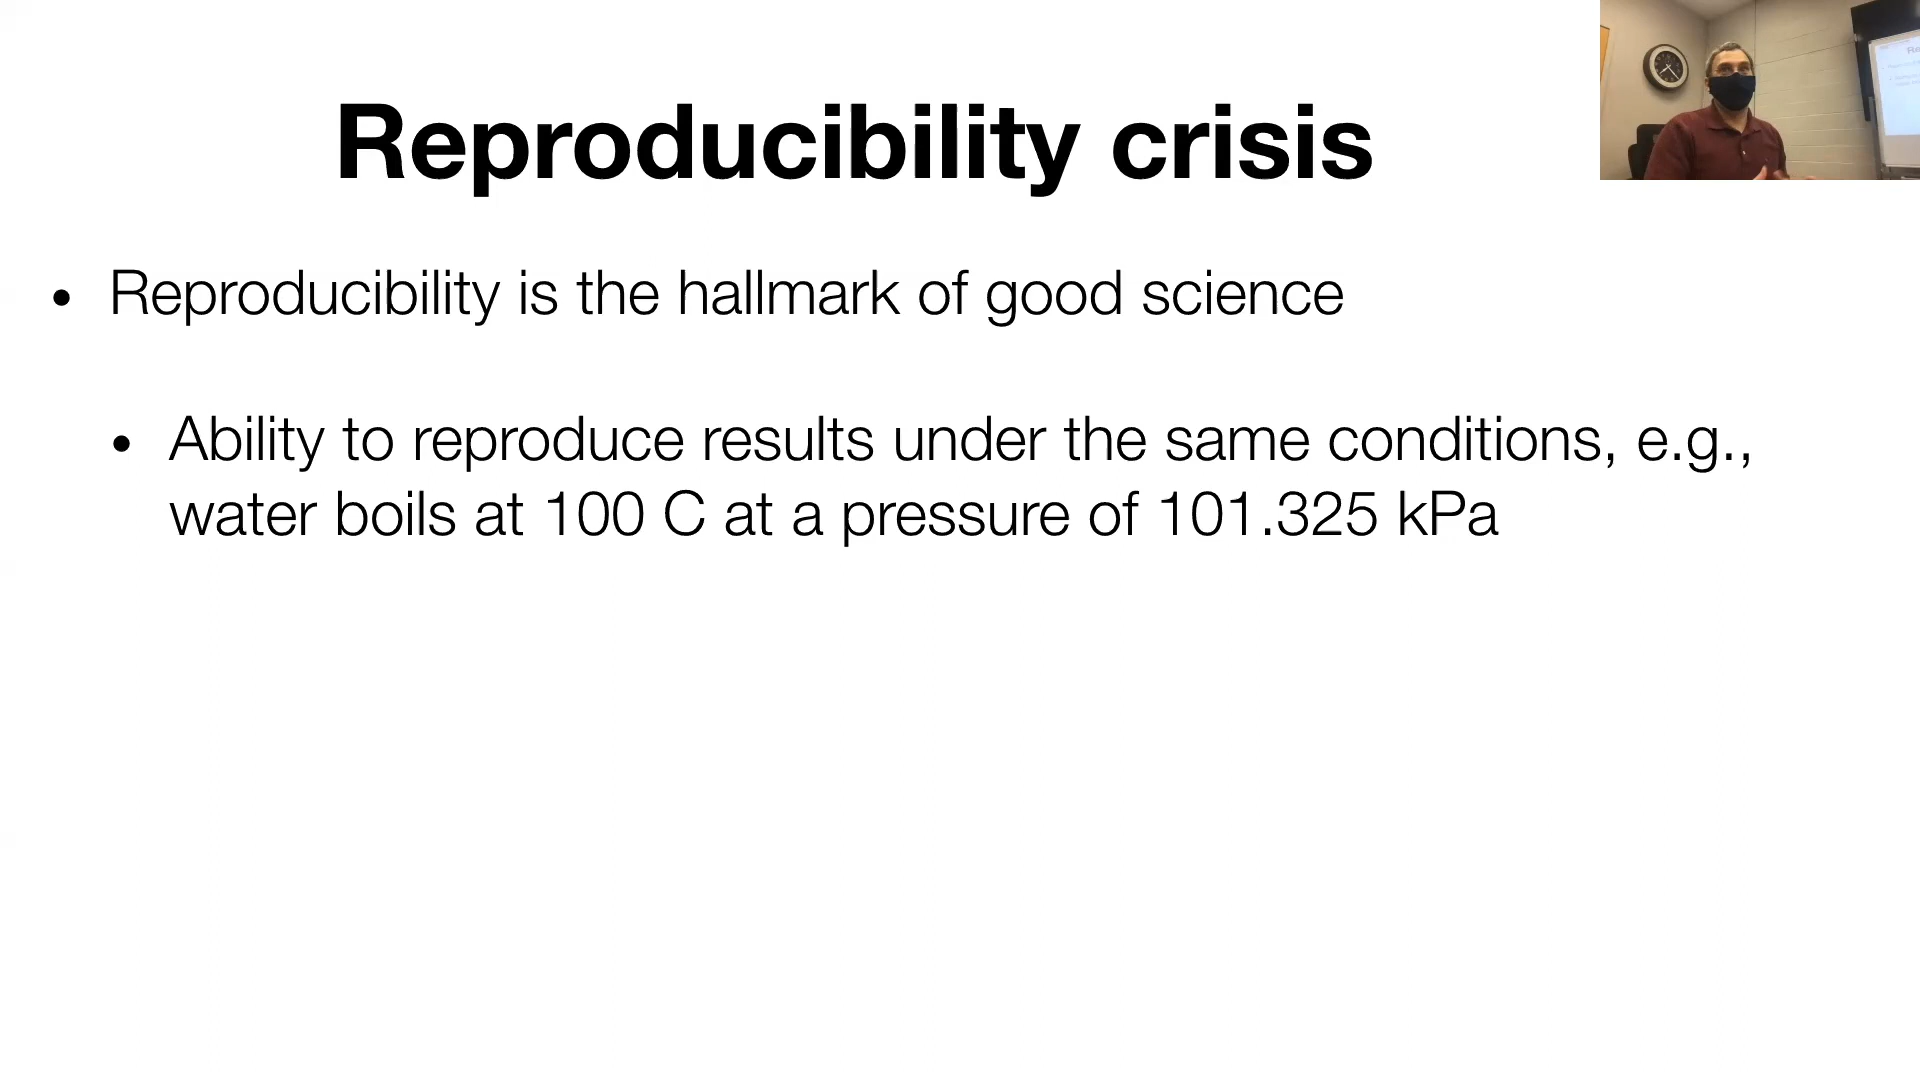 Reproducibility crisis
• Reproducibility is the hallmark of good science
• Ability to reproduce results under the same conditions, e.g.,
water boils at 100 C at a pressure of 101.325 kPa